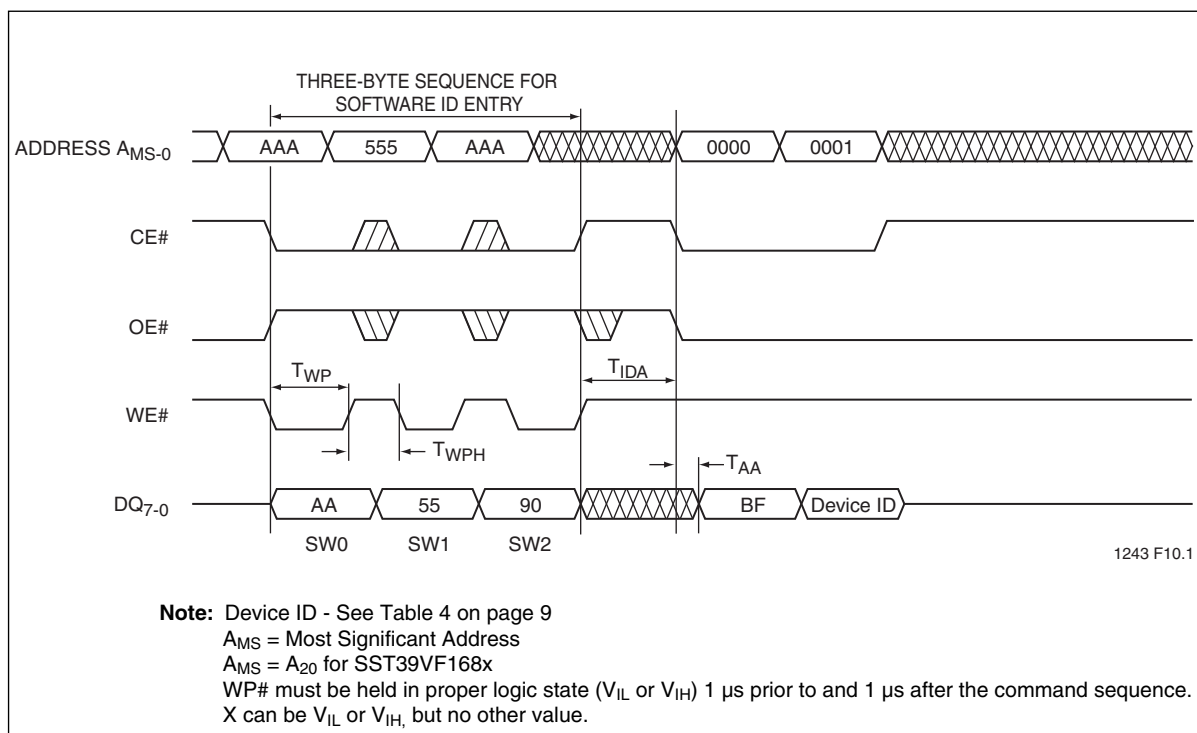 THREE-BYTE SEQUENCE FOR
SOFTWARE ID ENTRY
ADDRESS AMS-0
AAA
555
AAA
0000
0001
CE#
OE#
TWP
TIDA
WE#
TWPH
TAA
DQ7-0
AA
55
90
BF
Device ID
SW0
SW1
SW2
1243 F10.1
Note: Device ID - See Table 4 on page 9
AMS = Most Significant Address
AMS = A20 for SST39VF168x
WP# must be held in proper logic state (VIL or VIH) 1 µs prior to and 1 µs after the command sequence.
X can be VIL or VIH, but no other value.